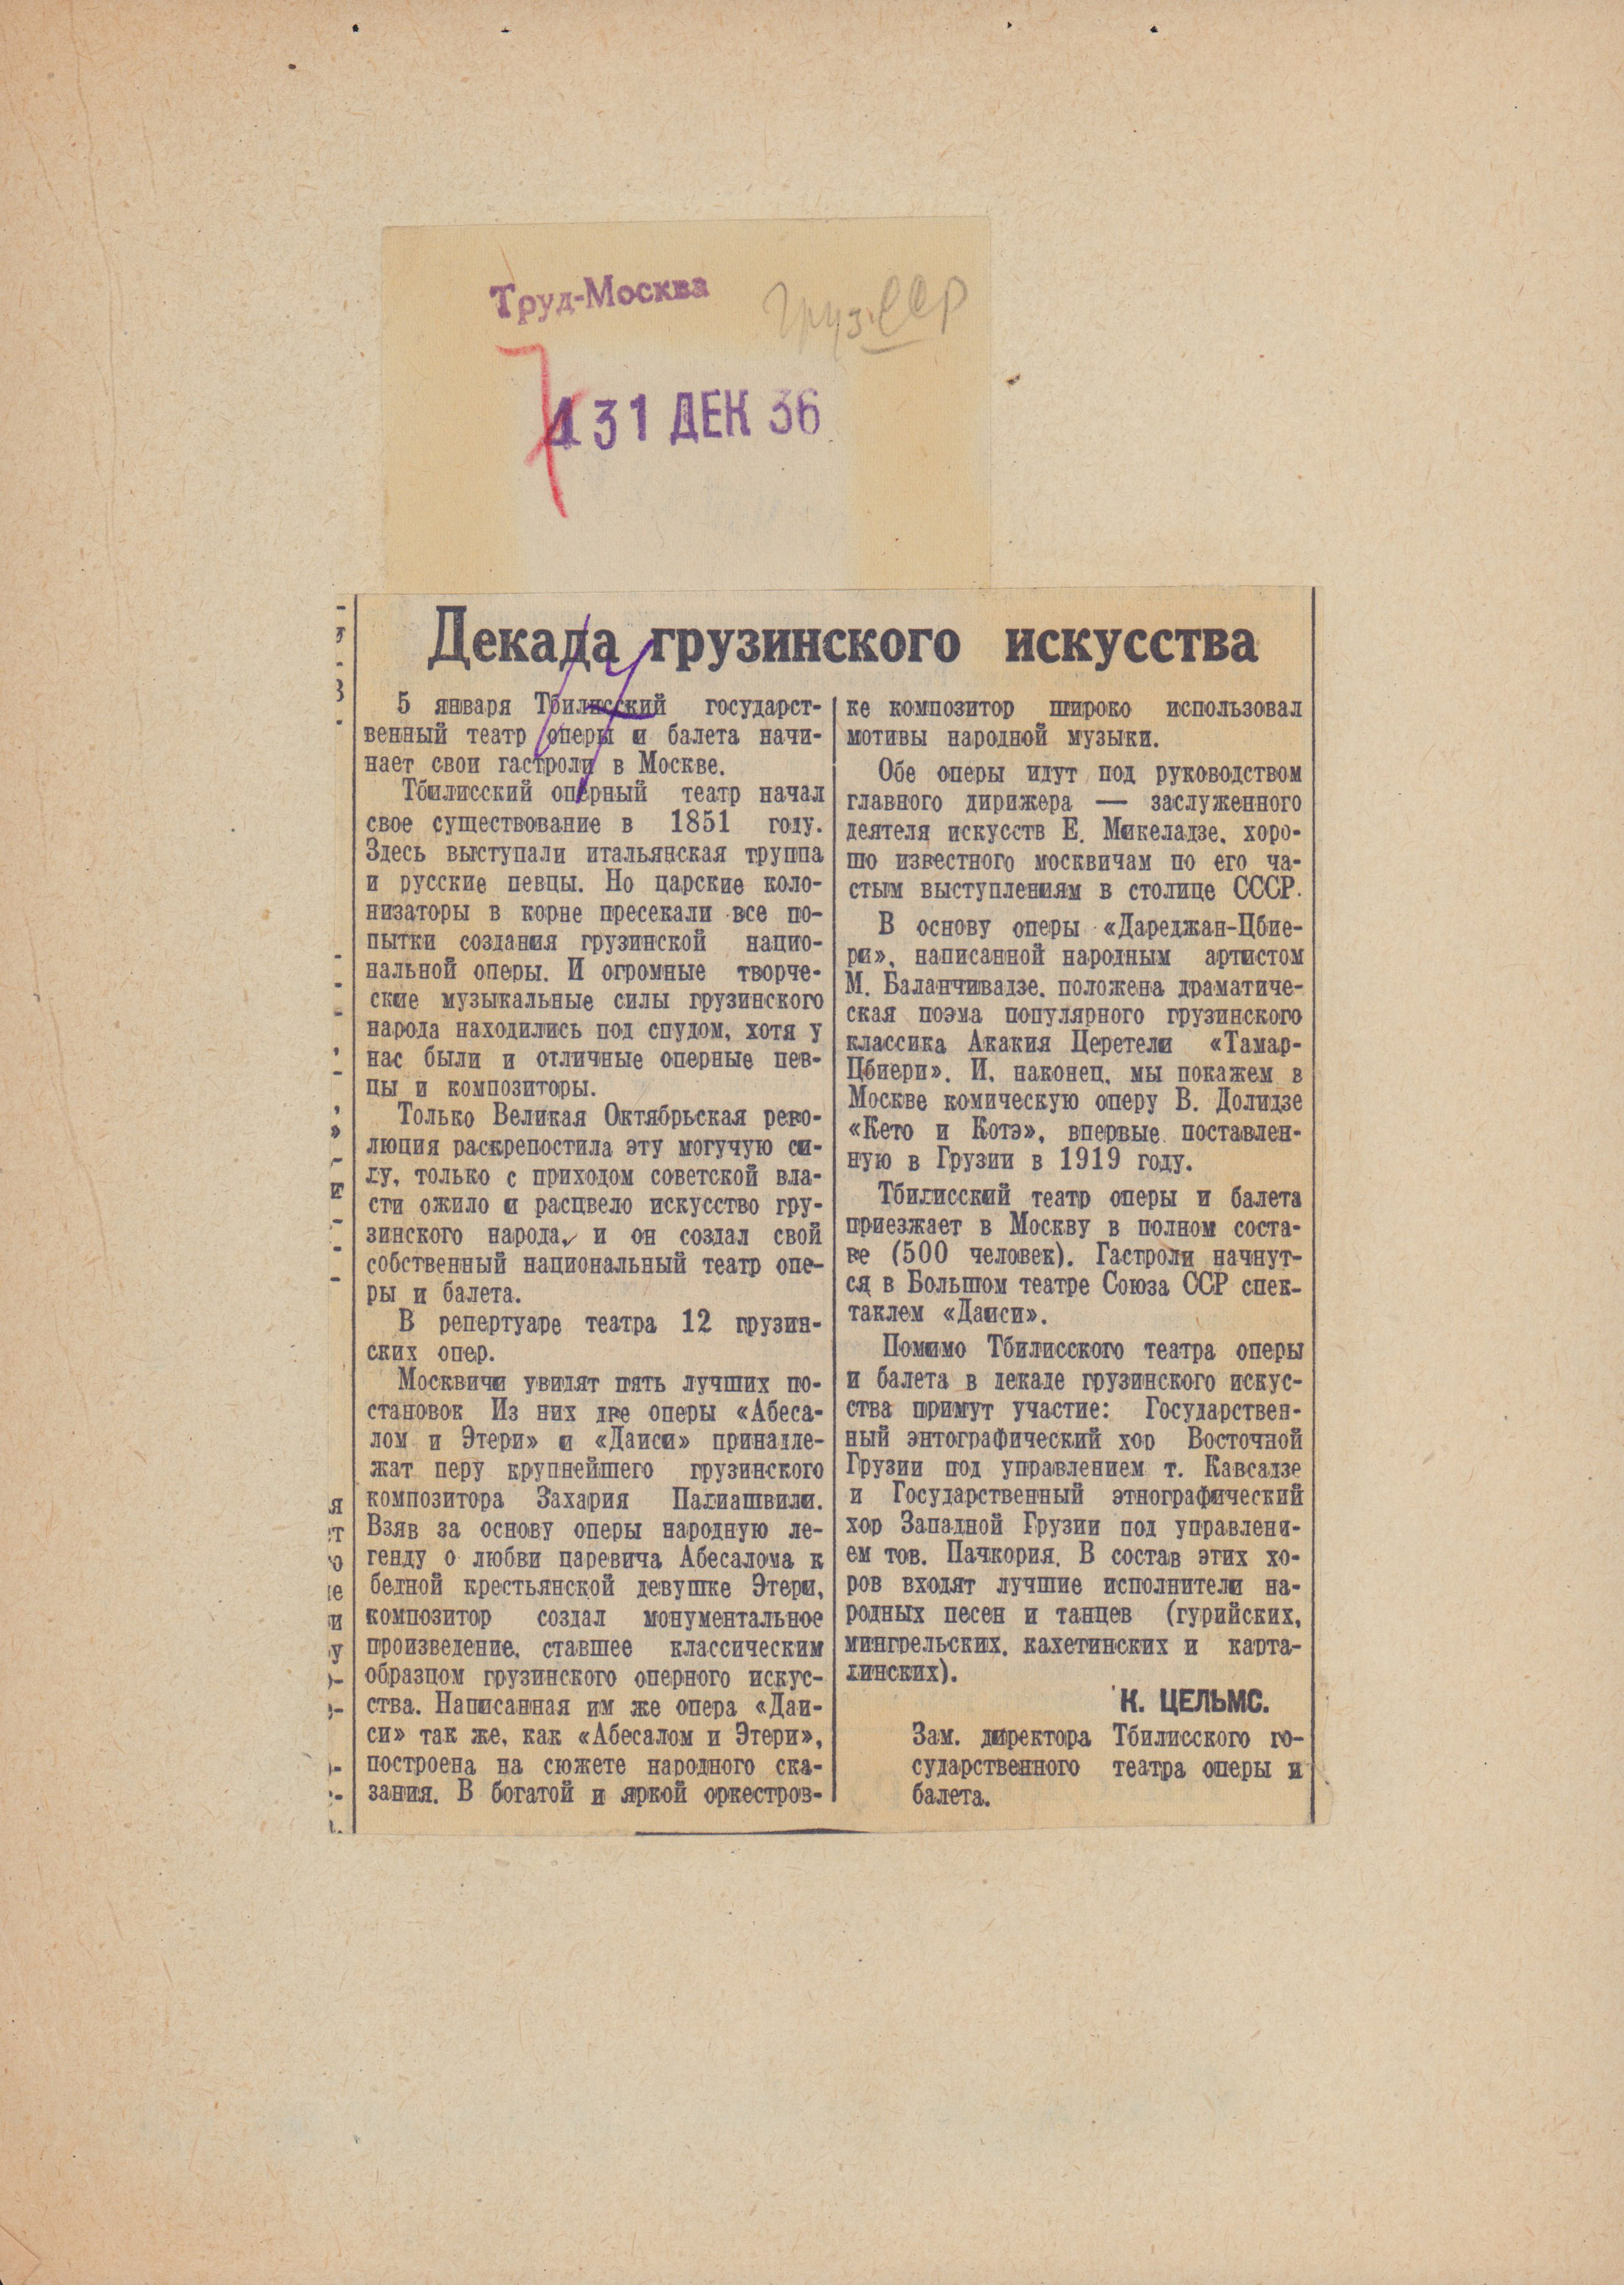 Труд-Москва
Груз.ССР
31 ДЕК 36
Декада грузинского искусства
5 января Тбилисский государст-
венный театр оперы и балета начи-
нает свои гастроли в Москве.
Тбилисский оперный театр начал
свое существование в 1851 году.
Здесь выступали итальянская труппа
и русские певцы. Но царские коло-
низаторы в корне пресекали все по-
пытки создания грузинской нацио-
нальной оперы. И огромные творче-
ские музыкальные силы грузинского
народа находились под спудом, хотя у
нас были и отличные оперные пев-
цы и композиторы.
Только Великая Октябрьская рево-
люция раскрепостила эту могучую си-
лу, только с приходом советской вла-
сти ожило и расцвело искусство гру-
зинского народа, и он создал свой
собственный национальный театр опе-
ры и балета.
В репертуаре театра 12 грузин-
ских опер.
Москвичи увидят пять лучших по-
становок Из них две оперы «Абеса-
лом и Этери» и «Даиси» принадле-
жат перу крупнейшего грузинского
композитора Захария Палиашвили.
Взяв за основу оперы народную ле-
генду о любви царевича Абесалома к
бедной крестьянской девушке Этери,
композитор создал монументальное
произведение, ставшее классическим
образцом грузинского оперного искус-
ства. Написанная им же опера «Даи-
си» так же, как «Абесалом и Этери»,
построена на сюжете народного ска-
зания. В богатой и яркой оркестров-
ке композитор широко использовал
мотивы народной музыки.
Обе оперы идут под руководством
главного дирижера — заслуженного
деятеля искусств Е. Микеладзе, хоро-
шо известного москвичам по его ча-
стым выступлениям в столице СССР.
В основу оперы «Дареджан-Цбие-
ри», написанной народным артистом
М. Баланчивадзе, положена драматиче-
ская поэма популярного грузинского
классика Акакия Церетели «Тамар-
Цбиери». И, наконец, мы покажем в
Москве комическую оперу В. Долидзе
«Кето и Котэ», впервые поставлен-
ную в Грузии в 1919 году.
Тбилисский театр оперы и балета
приезжает в Москву в полном соста-
ве (500 человек). Гастроли начнут-
ся в Большом театре Союза ССР спек-
таклем «Даиси».
Помимо Тбилисского театра оперы
и балета в декаде грузинского искус-
ства примут участие: Государствен-
ный энтографический хор Восточной
Грузии под управлением т. Кавсадзе
и Государственный этнографический
хор Западной Грузии под управлени-
ем тов. Пачкория. В состав этих хо-
ров входят лучшие исполнители на-
родных песен и танцев (гурийских,
мингрельских, кахетинских и карта-
линских).
К. ЦЕЛЬМС.
Зам. директора Тбилисского го-
сударственного театра оперы и
балета.